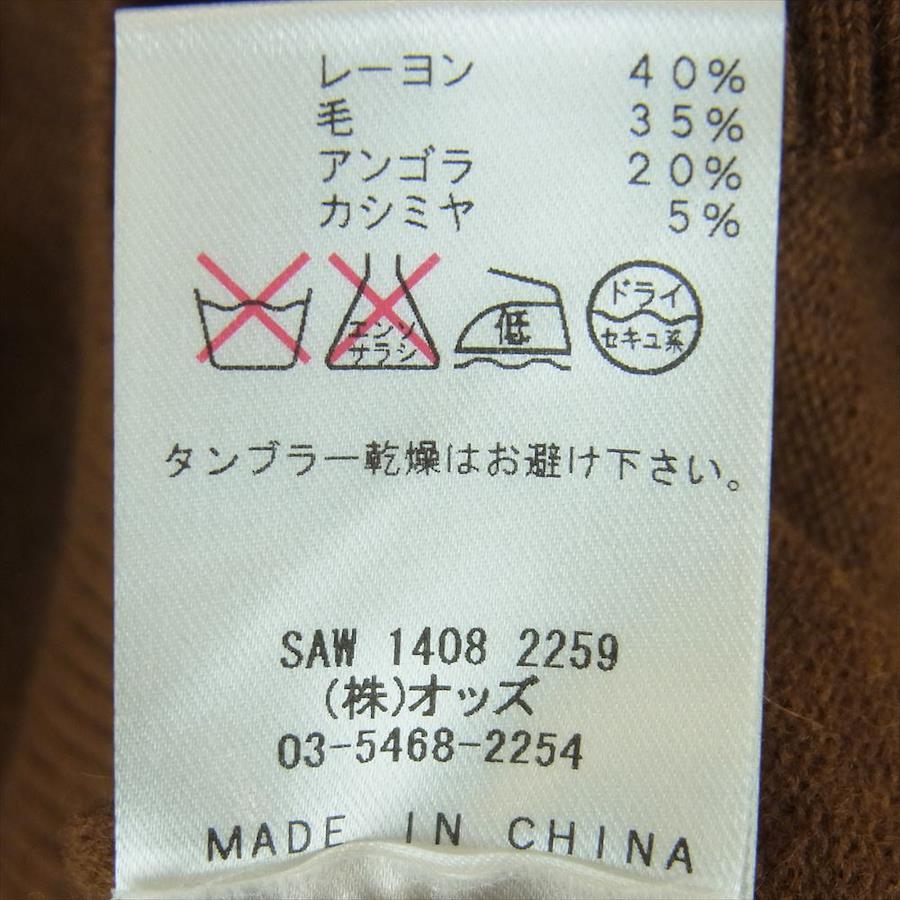 レーヨン 40%
毛 35%
アンゴラ 20%
カシミヤ 5%
エンソ
サラシ
低
ドライ
セキユ系
タンブラー乾燥はお避け下さい。
SAW 1408 2259
(株)オッズ
03-5468-2254
MADE IN CHINA